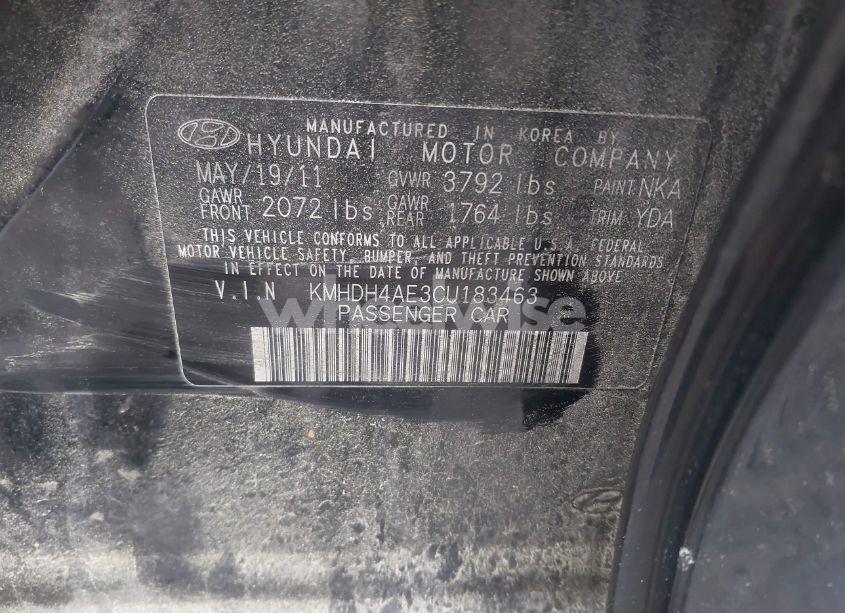 MANUFACTURED IN KOREA BY
HYUNDAI MOTOR COMPANY
MAY/19/11 GVWR 3792 lbs PAINT:NKA
GAWR FRONT 2072 lbs, GAWR REAR 1764 lbs TRIM:YDA
THIS VEHICLE CONFORMS TO ALL APPLICABLE U.S.A. FEDERAL
MOTOR VEHICLE SAFETY, BUMPER, AND THEFT PREVENTION STANDARDS
IN EFFECT ON THE DATE OF MANUFACTURE SHOWN ABOVE
V.I.N KMHDH4AE3CU183463
PASSENGER CAR